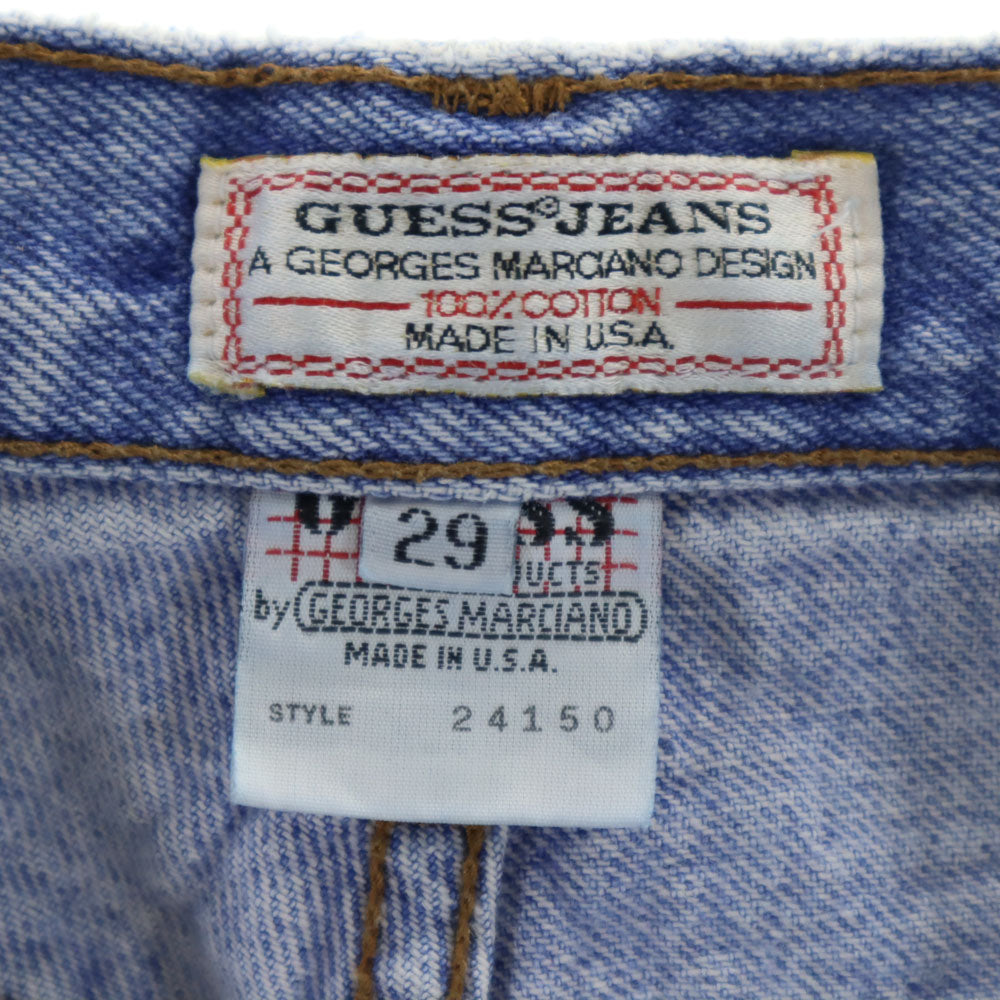 GUESS® JEANS
A GEORGES MARCIANO DESIGN
100% COTTON
MADE IN U.S.A.
29
by GEORGES MARCIANO
MADE IN U.S.A.
STYLE 24150